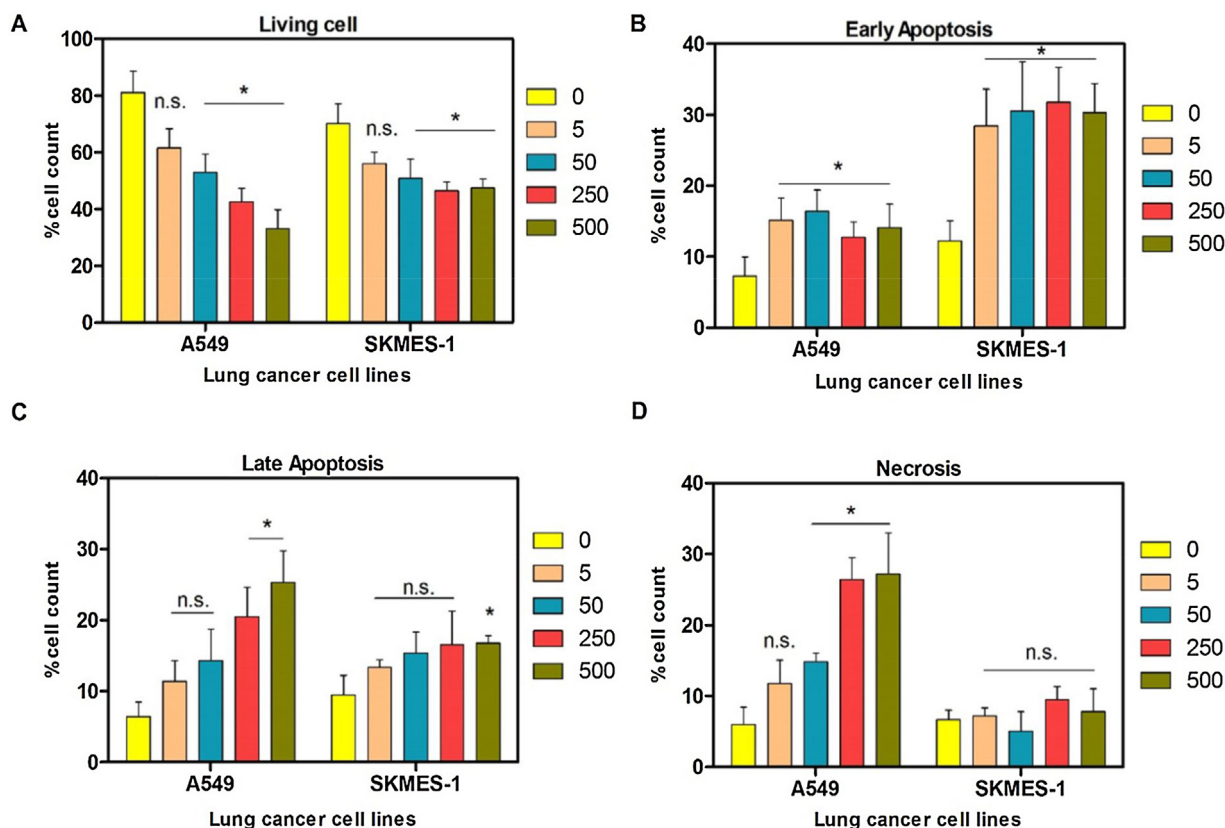 A
Living cell
100
80
60
40
20
0
%cell count
n.s.
*
n.s.
*
A549
SKMES-1
Lung cancer cell lines
0
5
50
250
500
B
Early Apoptosis
40
30
20
10
0
%cell count
*
*
A549
SKMES-1
Lung cancer cell lines
0
5
50
250
500
C
Late Apoptosis
40
30
20
10
0
%cell count
n.s.
*
n.s.
*
A549
SKMES-1
Lung cancer cell lines
0
5
50
250
500
D
Necrosis
40
30
20
10
0
%cell count
n.s.
*
n.s.
A549
SKMES-1
Lung cancer cell lines
0
5
50
250
500